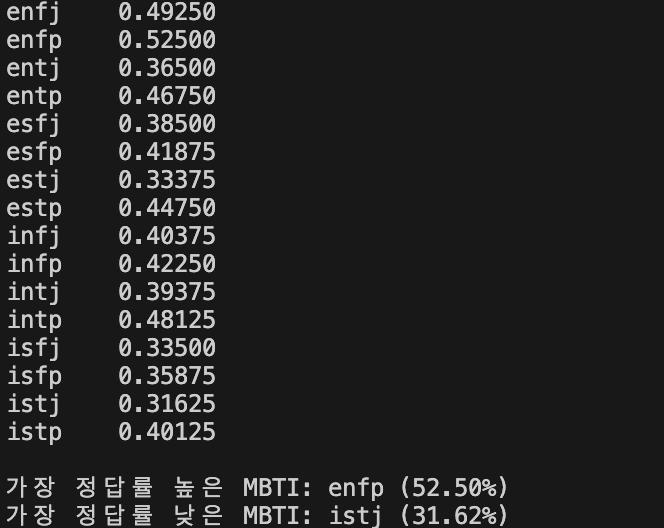 enfj    0.49250
enfp    0.52500
entj    0.36500
entp    0.46750
esfj    0.38500
esfp    0.41875
estj    0.33375
estp    0.44750
infj    0.40375
infp    0.42250
intj    0.39375
intp    0.48125
isfj    0.33500
isfp    0.35875
istj    0.31625
istp    0.40125
가장 정답률 높은 MBTI: enfp (52.50%)
가장 정답률 낮은 MBTI: istj (31.62%)